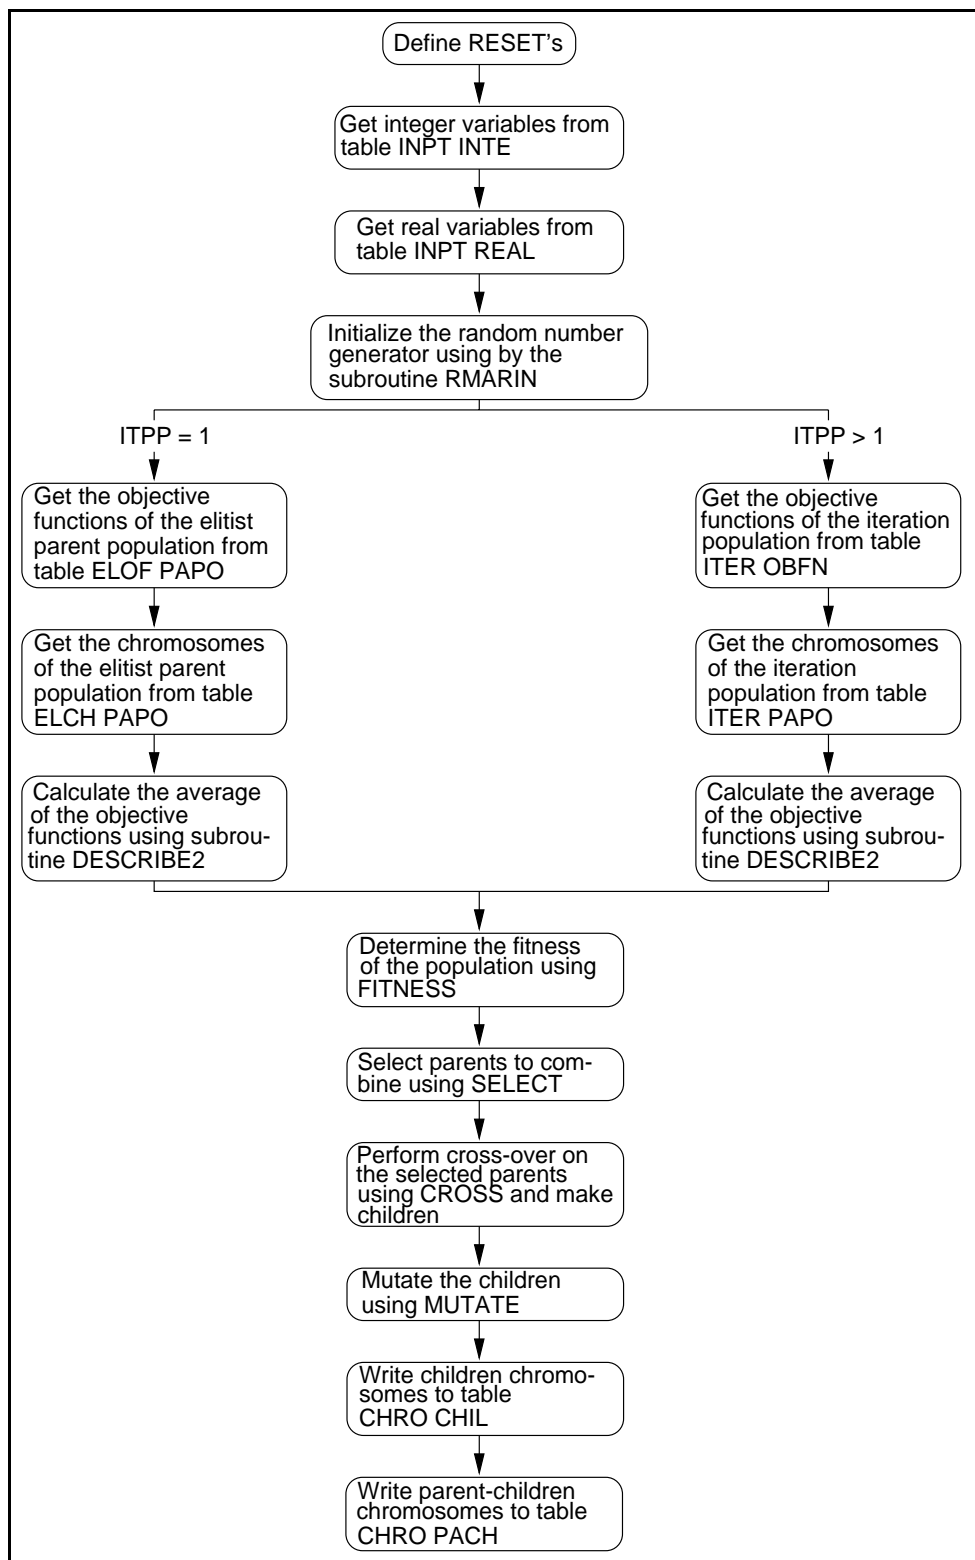 Define RESET's
Get integer variables from
table INPT INTE
Get real variables from
table INPT REAL
Initialize the random number
generator using by the
subroutine RMARIN
ITPP = 1
Get the objective
functions of the elitist
parent population from
table ELOF PAPO
Get the chromosomes
of the elitist parent
population from table
ELCH PAPO
Calculate the average
of the objective
functions using subrou-
tine DESCRIBE2
ITPP > 1
Get the objective
functions of the iteration
population from table
ITER OBFN
Get the chromosomes
of the iteration
population from table
ITER PAPO
Calculate the average
of the objective
functions using subrou-
tine DESCRIBE2
Determine the fitness
of the population using
FITNESS
Select parents to com-
bine using SELECT
Perform cross-over on
the selected parents
using CROSS and make
children
Mutate the children
using MUTATE
Write children chromo-
somes to table
CHRO CHIL
Write parent-children
chromosomes to table
CHRO PACH